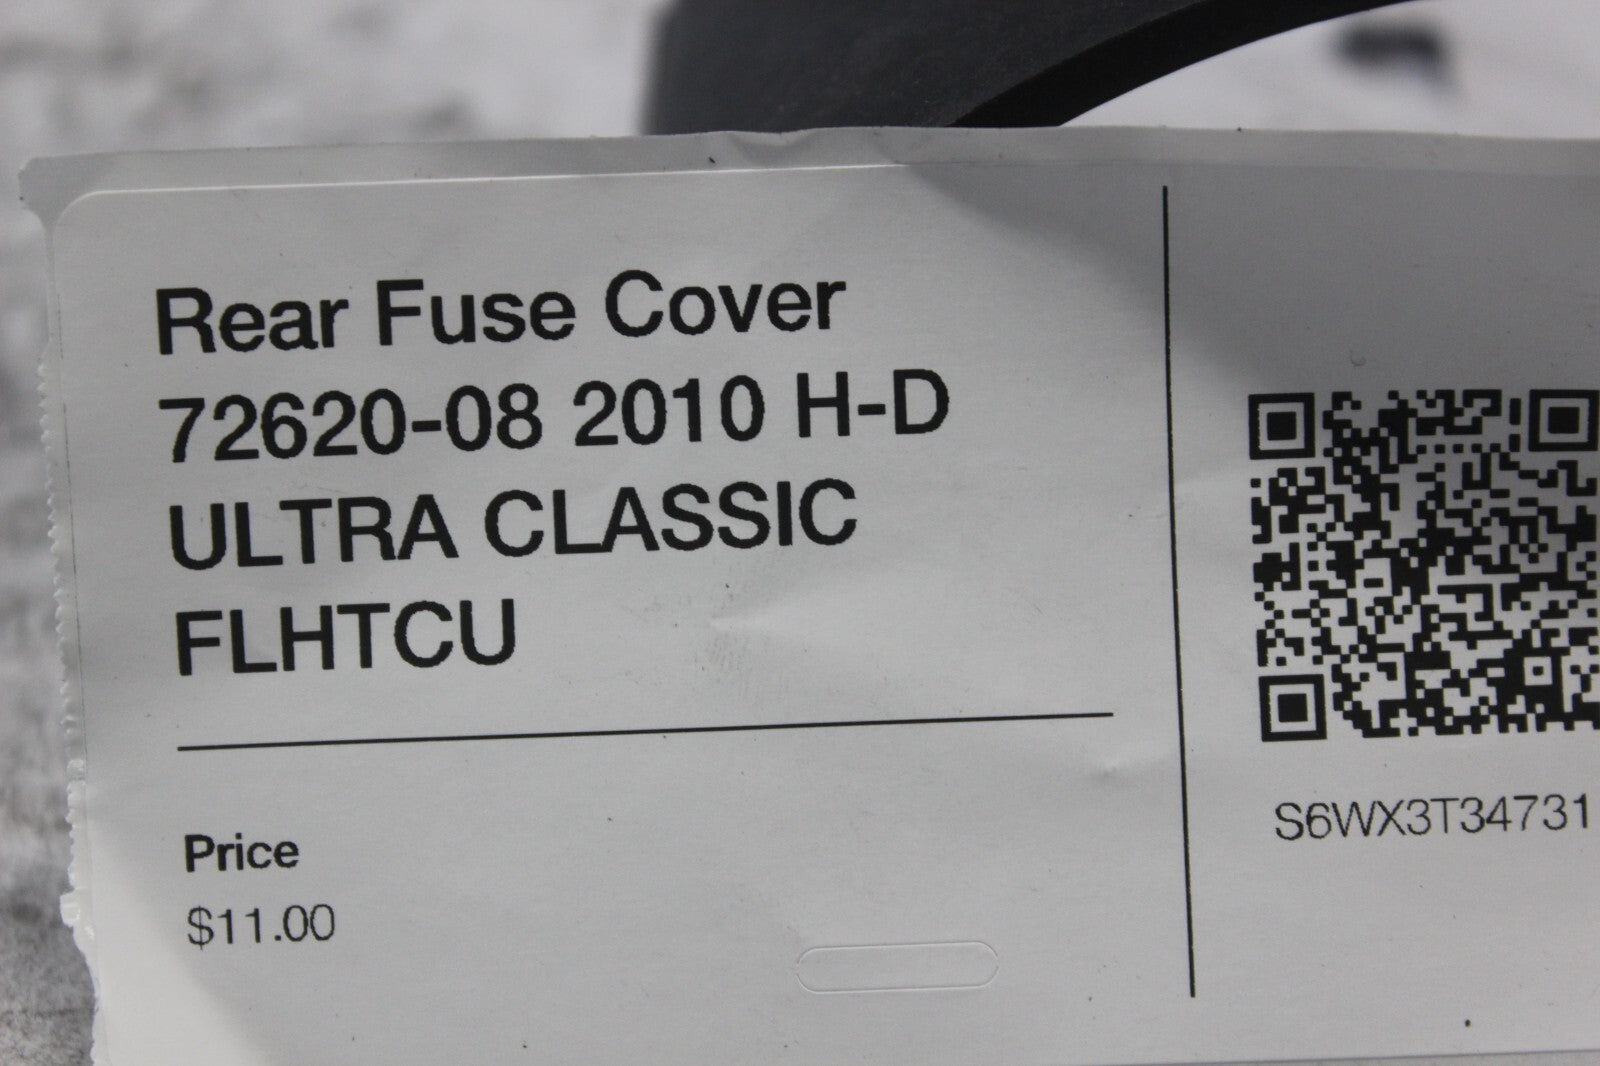 Rear Fuse Cover
72620-08 2010 H-D
ULTRA CLASSIC
FLHTCU
Price
$11.00
S6WX3T34731